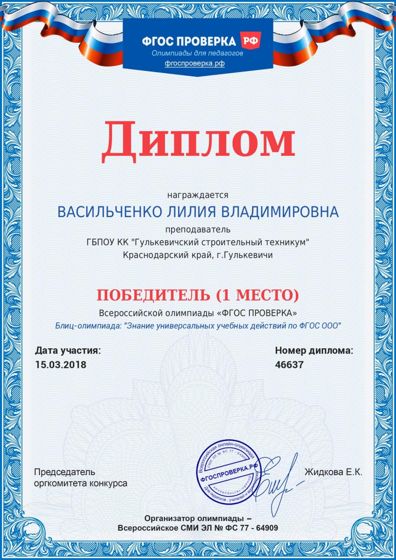 ФГОС ПРОВЕРКА РФ
Олимпиады для педагогов
фгоспроверка.рф
Диплом
награждается
ВАСИЛЬЧЕНКО ЛИЛИЯ ВЛАДИМИРОВНА
преподаватель
ГБПОУ КК "Гулькевичский строительный техникум"
Краснодарский край, г.Гулькевичи
ПОБЕДИТЕЛЬ (1 МЕСТО)
Всероссийской олимпиады «ФГОС ПРОВЕРКА»
Блиц-олимпиада: "Знание универсальных учебных действий по ФГОС ООО"
Дата участия:
15.03.2018
Номер диплома:
46637
ФГОСПРОВЕРКА.РФ
Председатель
оргкомитета конкурса
Жидкова Е.К.
Организатор олимпиады –
Всероссийское СМИ ЭЛ № ФС 77 - 64909